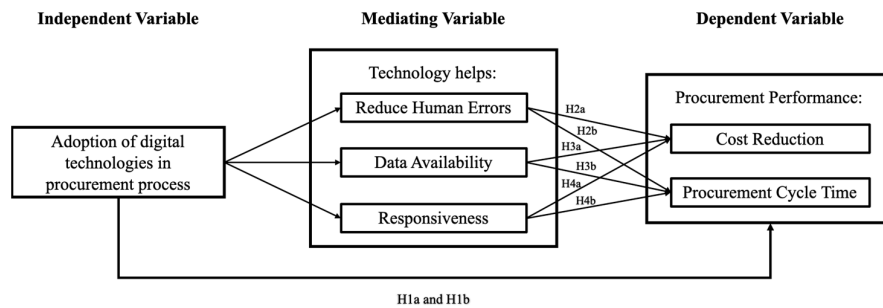 Independent Variable
Mediating Variable
Dependent Variable
Technology helps:
Reduce Human Errors
Data Availability
Responsiveness
Adoption of digital
technologies in
procurement process
H2a
H2b
H3a
H3b
H4a
H4b
Procurement Performance:
Cost Reduction
Procurement Cycle Time
H1a and H1b